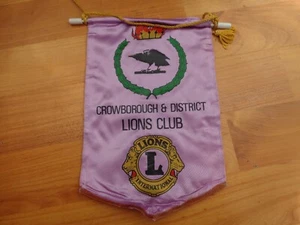 CROWBOROUGH & DISTRICT
LIONS CLUB
LIONS
L
INTERNATIONAL